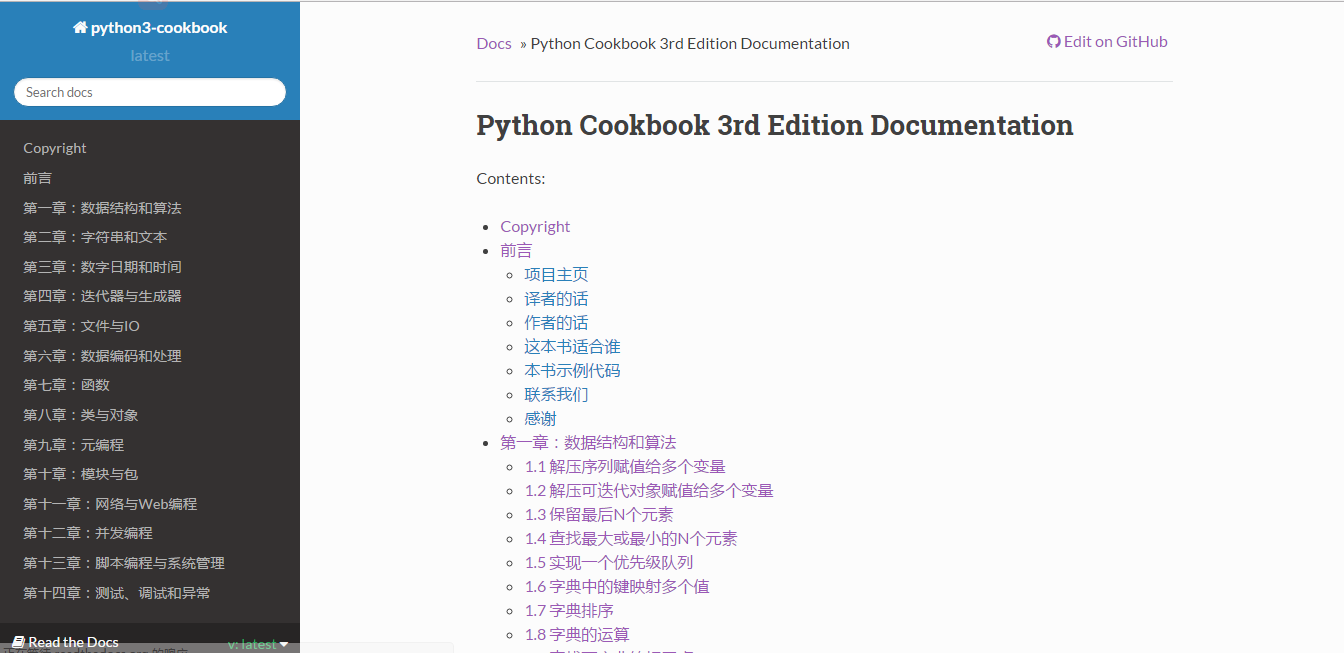 python3-cookbook
latest
Search docs
Copyright
前言
第一章：数据结构和算法
第二章：字符串和文本
第三章：数字日期和时间
第四章：迭代器与生成器
第五章：文件与IO
第六章：数据编码和处理
第七章：函数
第八章：类与对象
第九章：元编程
第十章：模块与包
第十一章：网络与Web编程
第十二章：并发编程
第十三章：脚本编程与系统管理
第十四章：测试、调试和异常
Read the Docs v: latest
Docs » Python Cookbook 3rd Edition Documentation Edit on GitHub
Python Cookbook 3rd Edition Documentation
Contents:
Copyright
前言
项目主页
译者的话
作者的话
这本书适合谁
本书示例代码
联系我们
感谢
第一章：数据结构和算法
1.1 解压序列赋值给多个变量
1.2 解压可迭代对象赋值给多个变量
1.3 保留最后N个元素
1.4 查找最大或最小的N个元素
1.5 实现一个优先级队列
1.6 字典中的键映射多个值
1.7 字典排序
1.8 字典的运算